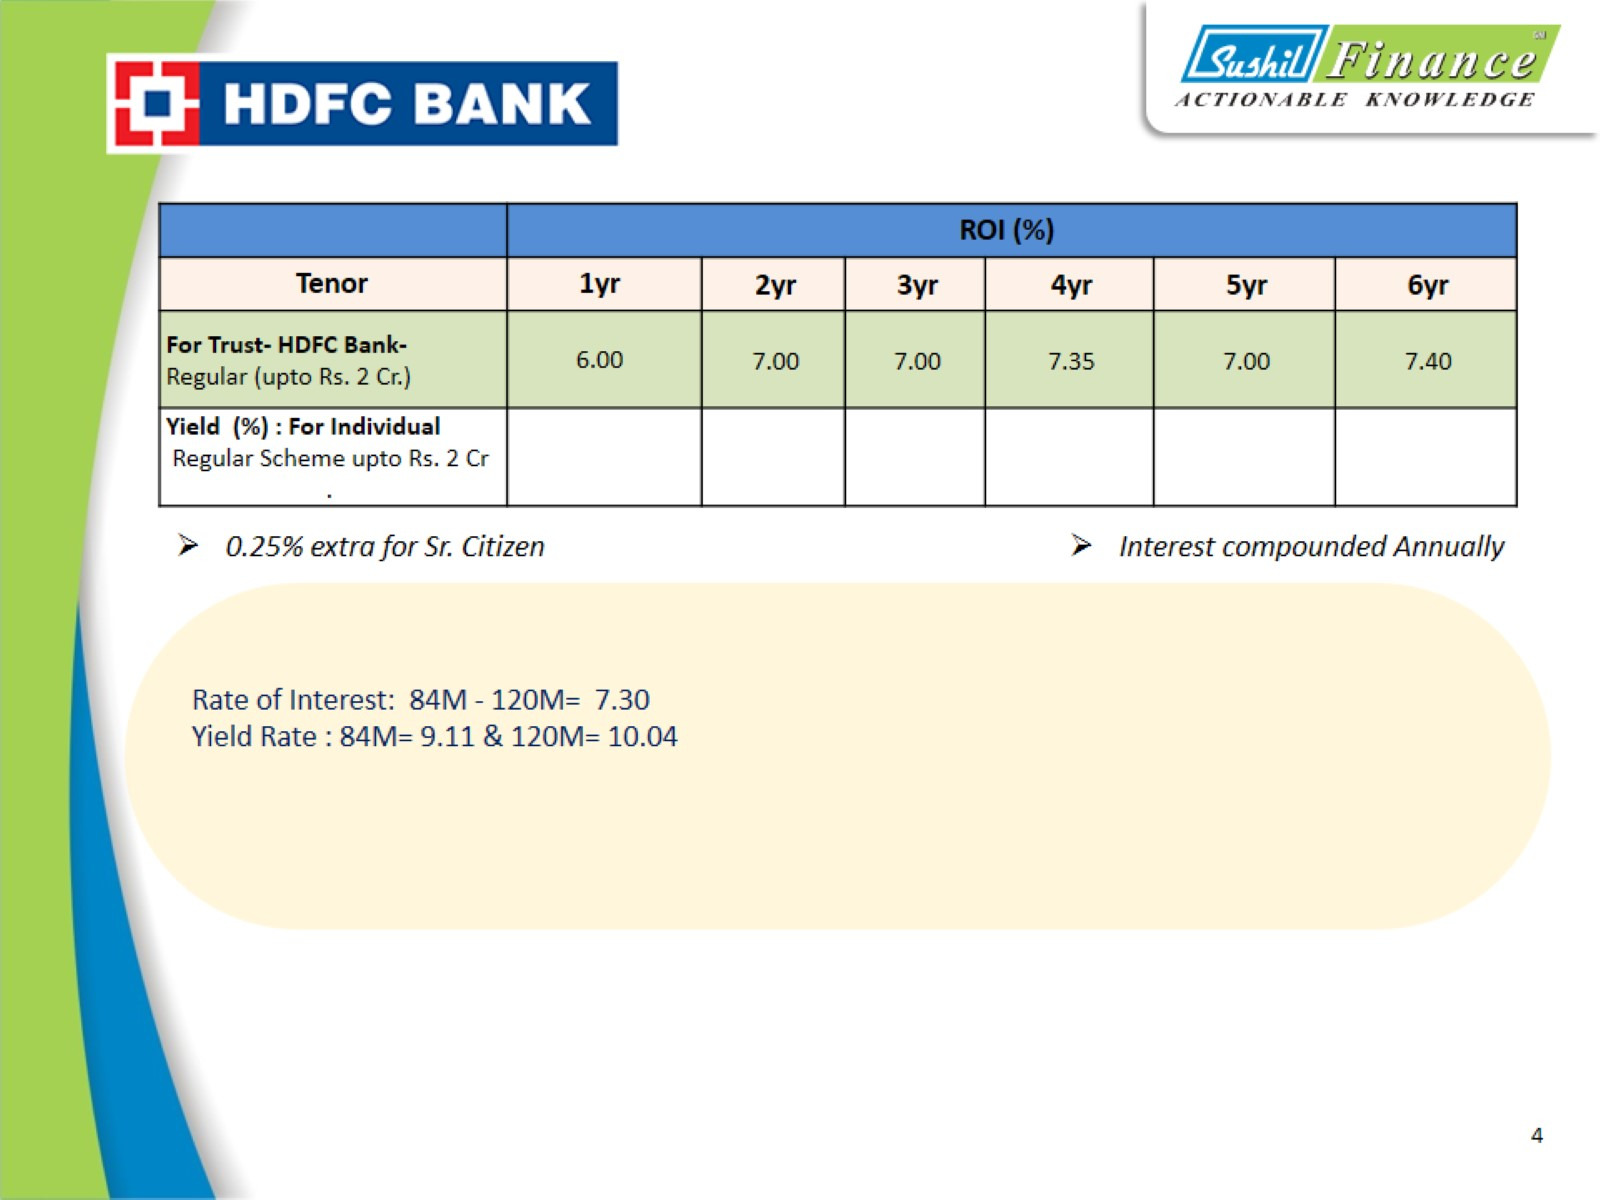 HDFC BANK
Sushil Finance SM
ACTIONABLE KNOWLEDGE
ROI (%)
Tenor 1yr 2yr 3yr 4yr 5yr 6yr
For Trust- HDFC Bank-
Regular (upto Rs. 2 Cr.) 6.00 7.00 7.00 7.35 7.00 7.40
Yield (%) : For Individual
Regular Scheme upto Rs. 2 Cr
.
➢ 0.25% extra for Sr. Citizen
➢ Interest compounded Annually
Rate of Interest: 84M - 120M= 7.30
Yield Rate : 84M= 9.11 & 120M= 10.04
4